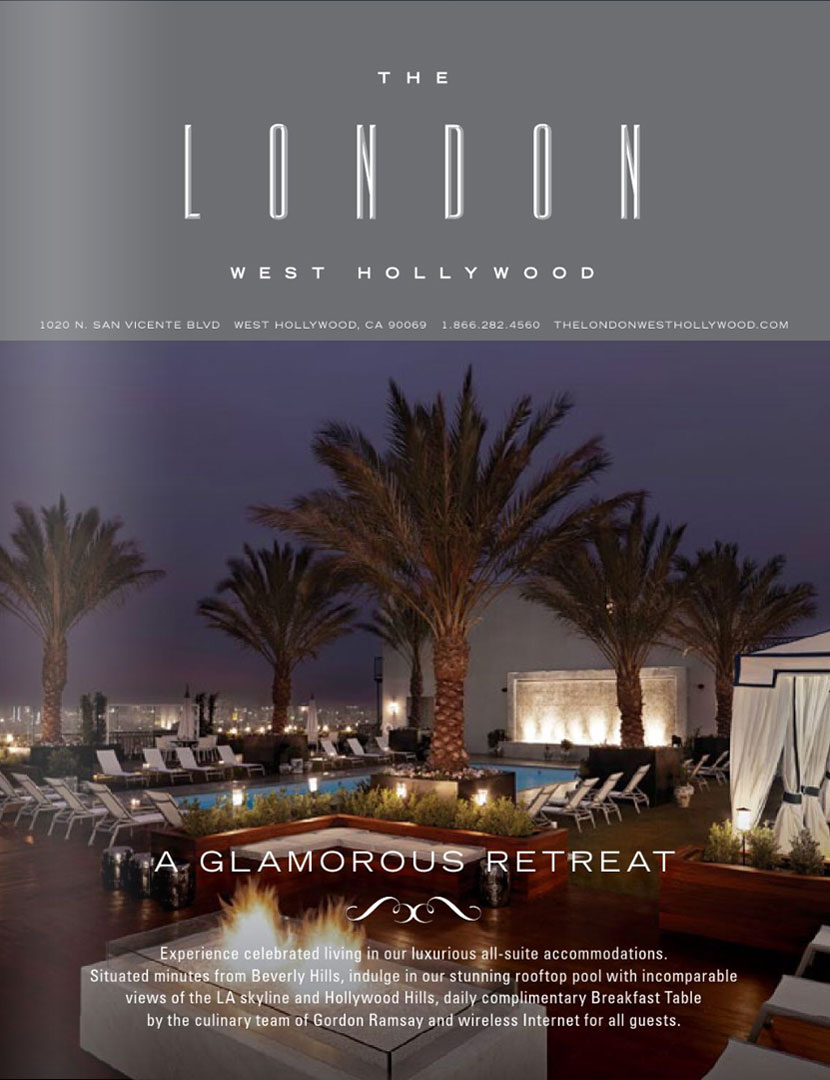 THE
LONDON
WEST HOLLYWOOD
1020 N. SAN VICENTE BLVD WEST HOLLYWOOD, CA 90069 1.866.282.4560 THELONDONWESTHOLLYWOOD.COM
A GLAMOROUS RETREAT
Experience celebrated living in our luxurious all-suite accommodations.
Situated minutes from Beverly Hills, indulge in our stunning rooftop pool with incomparable
views of the LA skyline and Hollywood Hills, daily complimentary Breakfast Table
by the culinary team of Gordon Ramsay and wireless Internet for all guests.